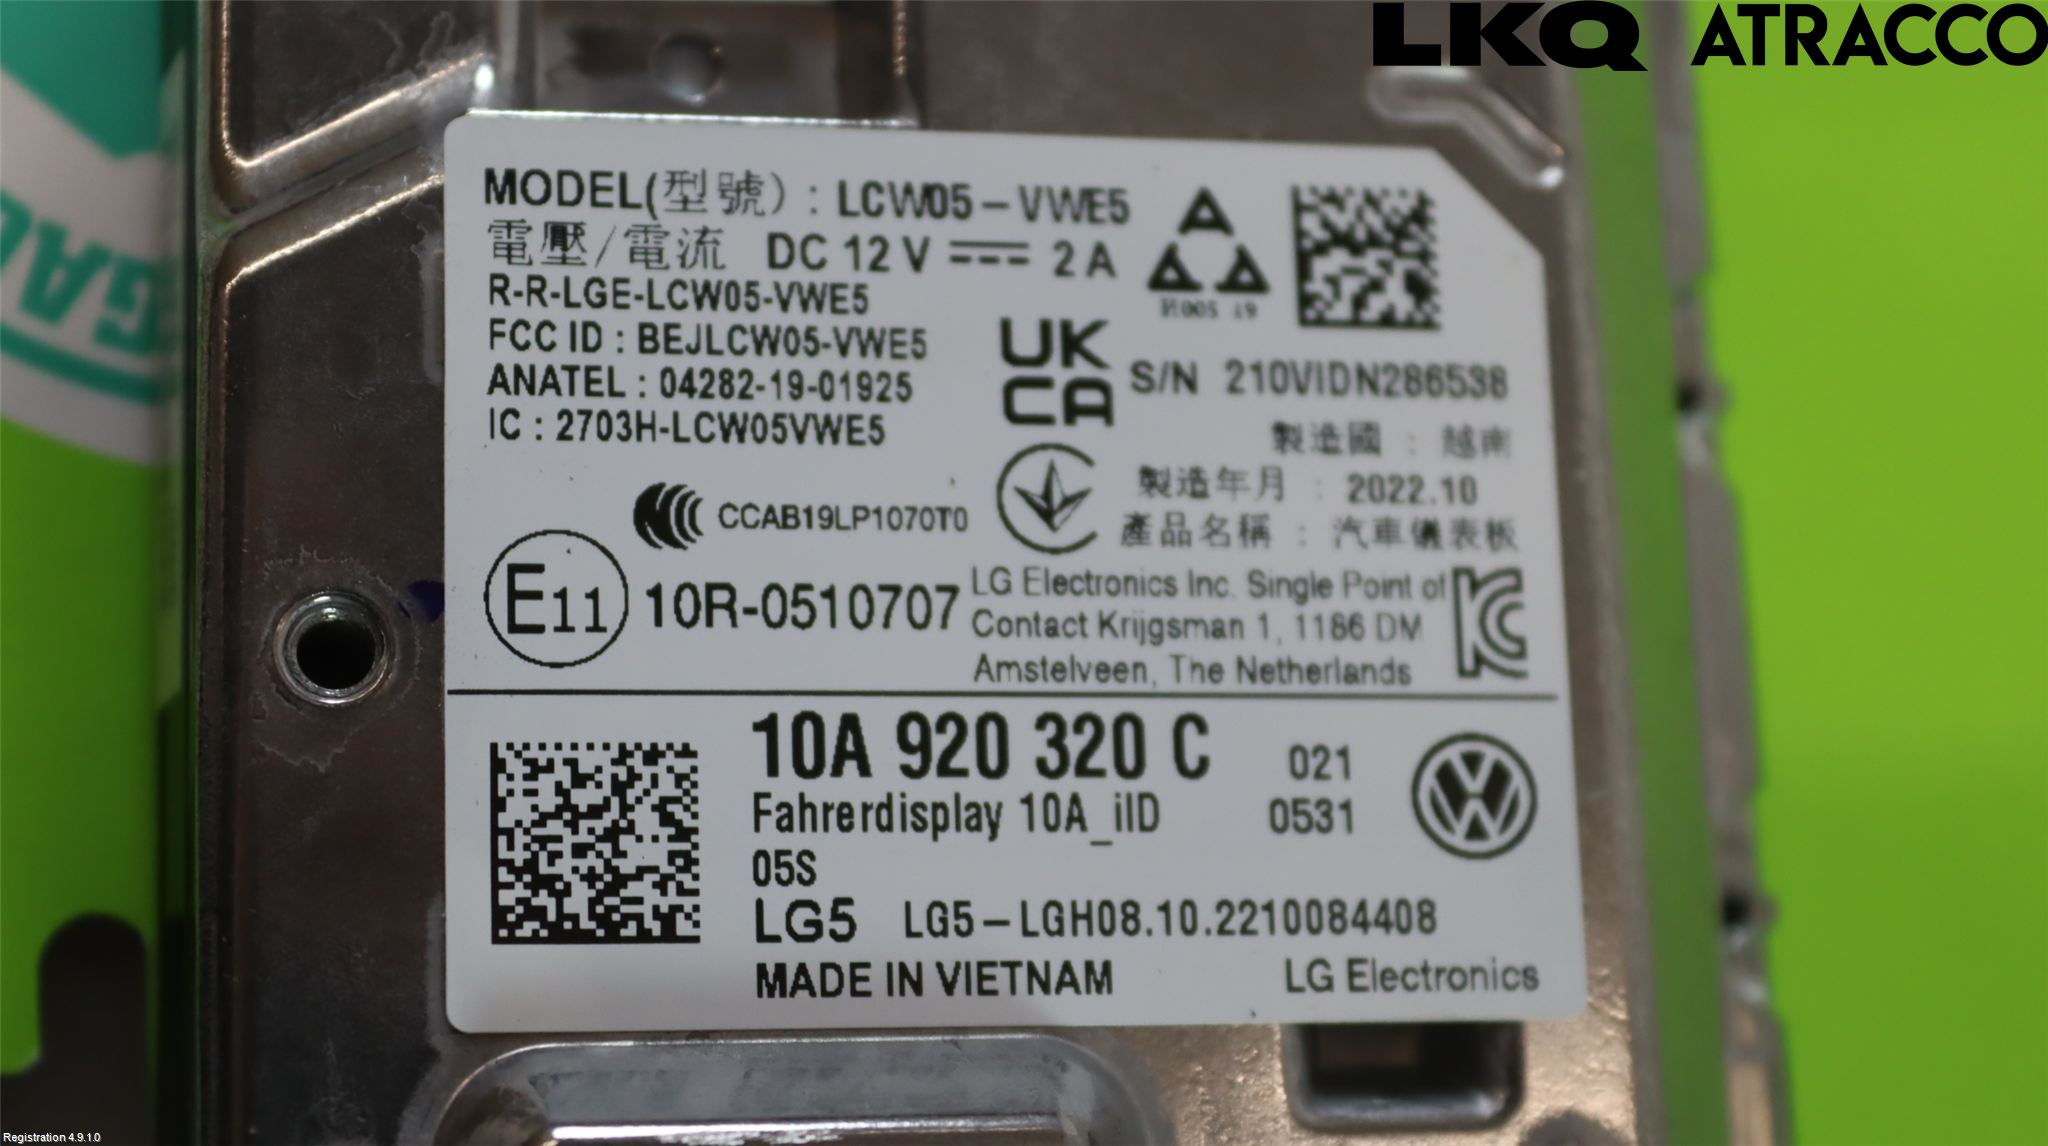 LKQ ATRACCO
MODEL(型號) : LCW05-VWE5
電壓/電流 DC 12 V 2 A
R-R-LGE-LCW05-VWE5
FCC ID : BEJLCW05-VWE5
ANATEL : 04282-19-01925
IC : 2703H-LCW05VWE5
UK
CA
S/N 210VIDN286538
製造國 : 越南
製造年月 : 2022.10
產品名稱 : 汽車儀表板
CCAB19LP1070T0
E11 10R-0510707
LG Electronics Inc. Single Point of
Contact Krijgsman 1, 1186 DM
Amstelveen, The Netherlands
10A 920 320 C 021
Fahrerdisplay 10A_iID 0531
05S
LG5 LG5-LGH08.10.2210084408
MADE IN VIETNAM LG Electronics
Registration 4.9.1.0